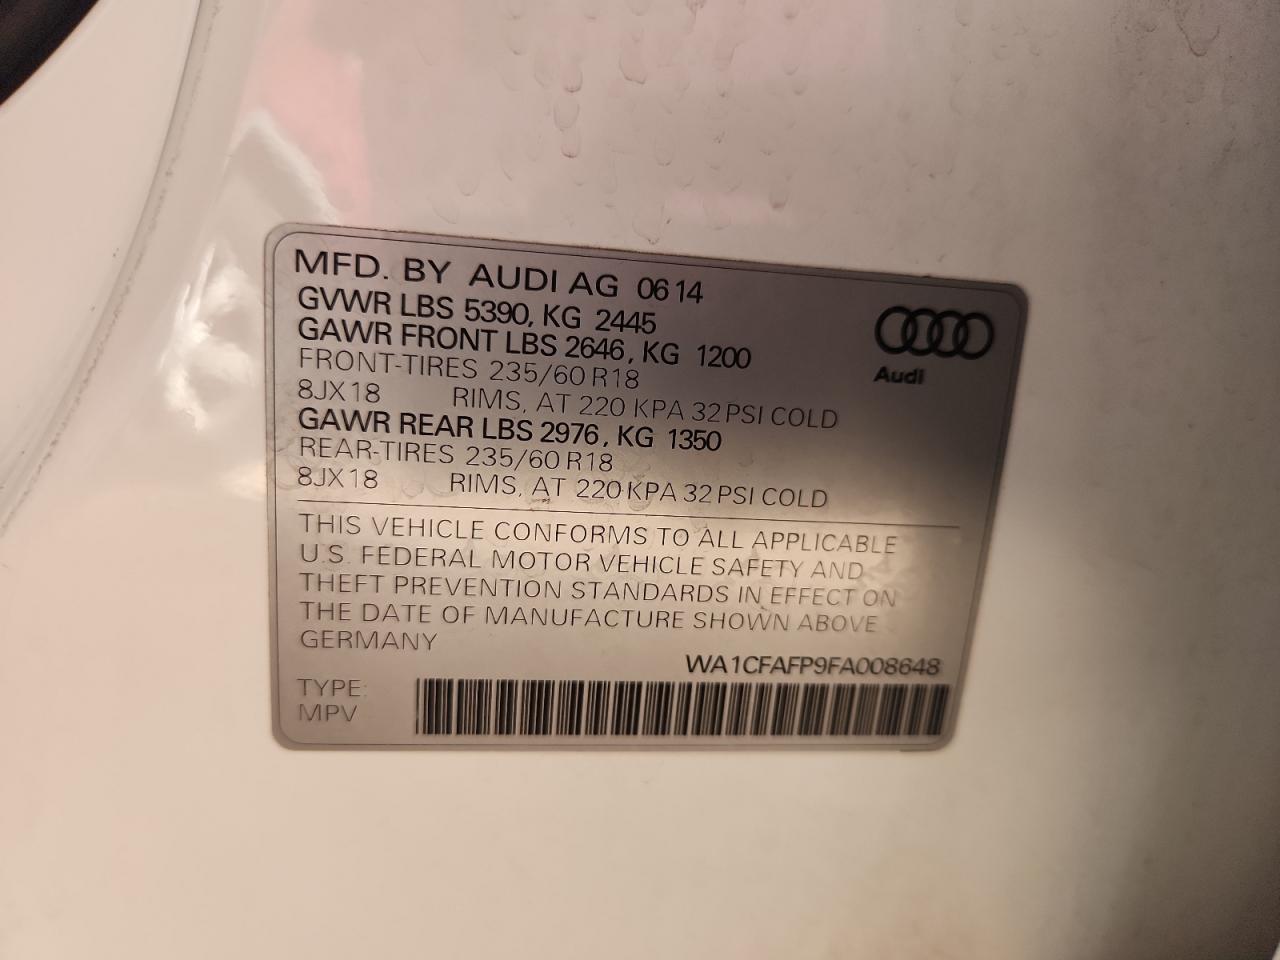 MFD. BY AUDI AG 0614
GVWR LBS 5390, KG 2445
GAWR FRONT LBS 2646, KG 1200
FRONT-TIRES 235/60 R18
8JX18 RIMS, AT 220 KPA 32 PSI COLD
GAWR REAR LBS 2976, KG 1350
REAR-TIRES 235/60 R18
8JX18 RIMS, AT 220 KPA 32 PSI COLD
Audi
THIS VEHICLE CONFORMS TO ALL APPLICABLE
U.S. FEDERAL MOTOR VEHICLE SAFETY AND
THEFT PREVENTION STANDARDS IN EFFECT ON
THE DATE OF MANUFACTURE SHOWN ABOVE
GERMANY
WA1CFAFP9FA008648
TYPE:
MPV